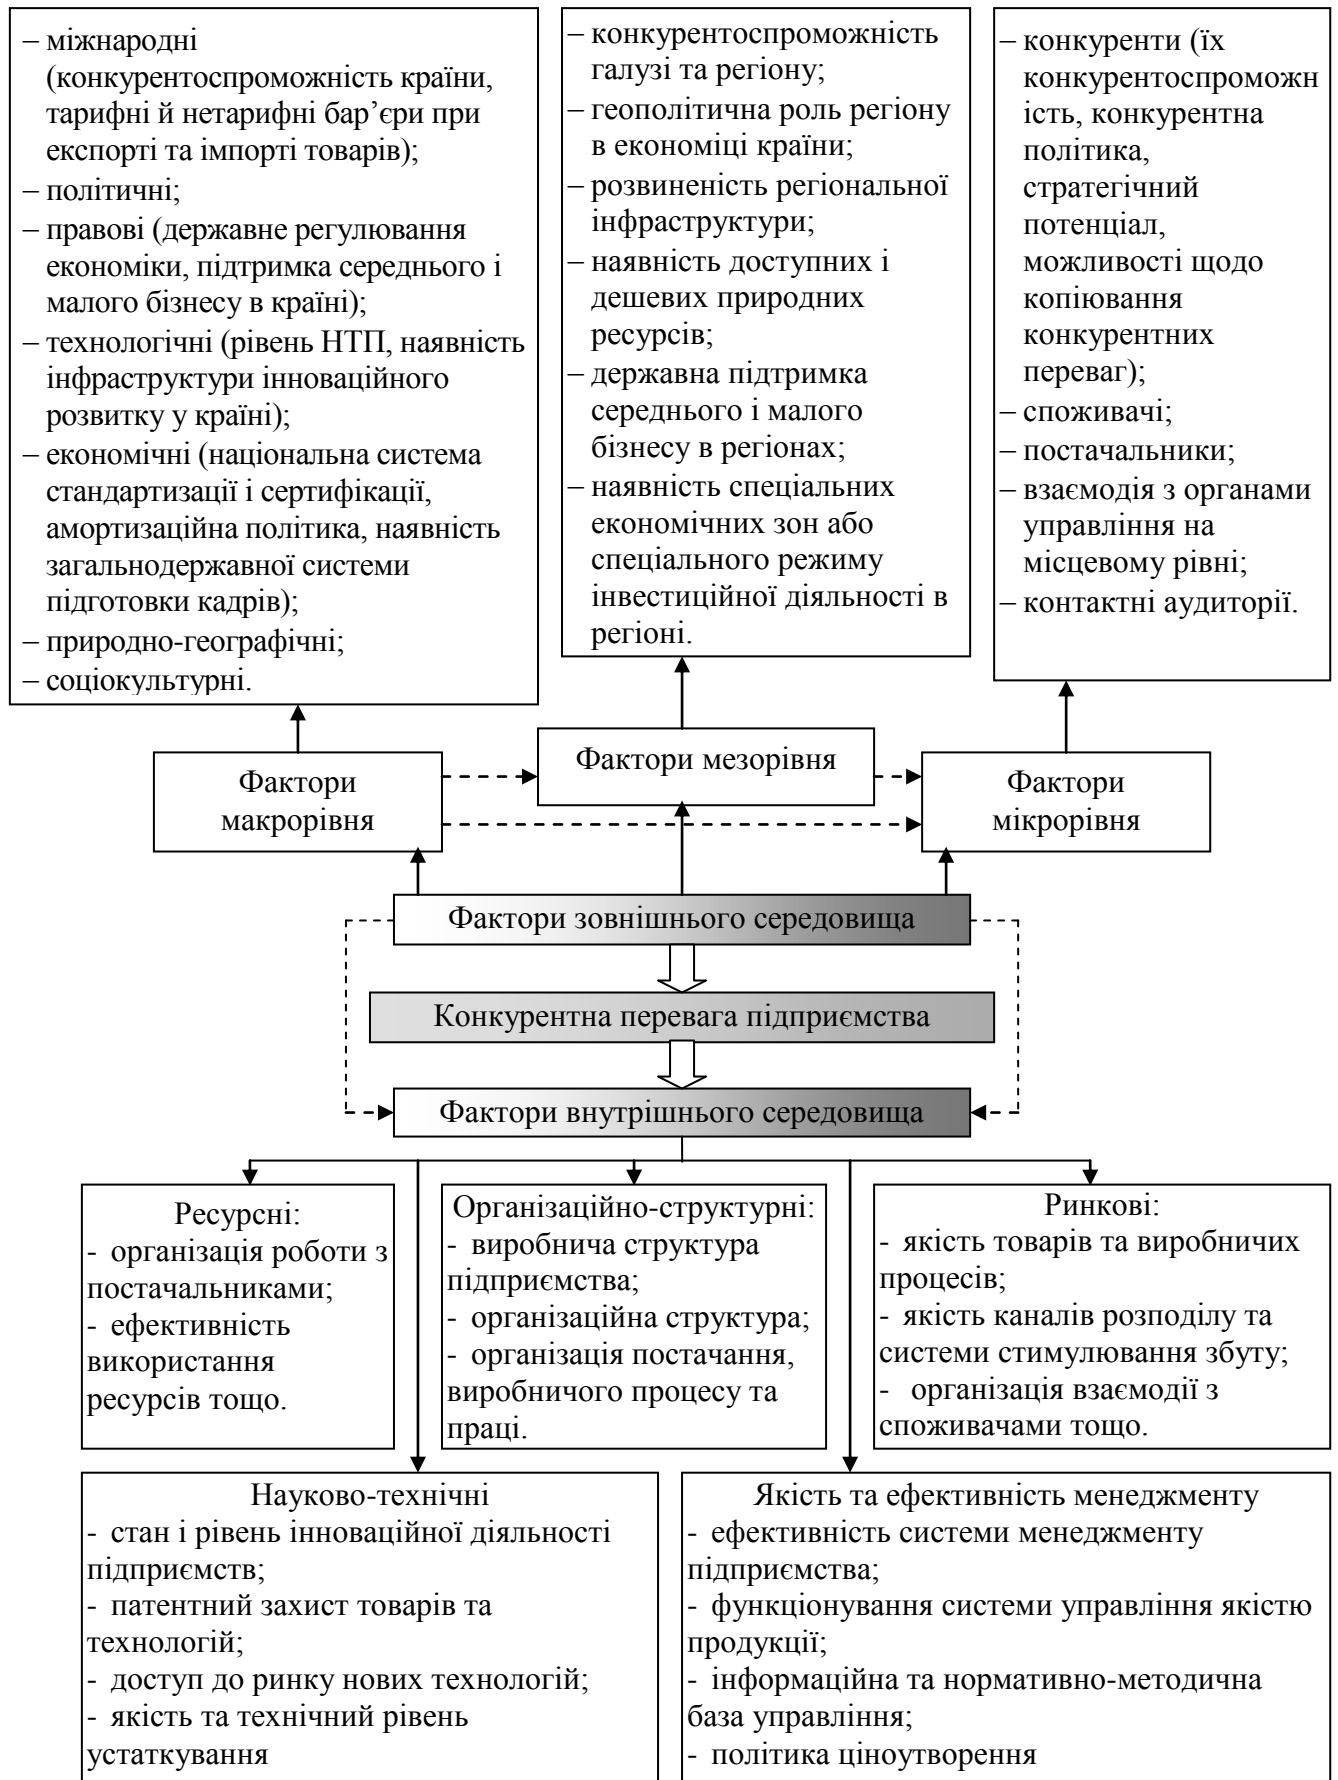 – міжнародні
(конкурентоспроможність країни,
тарифні й нетарифні бар’єри при
експорті та імпорті товарів);
– політичні;
– правові (державне регулювання
економіки, підтримка середнього і
малого бізнесу в країні);
– технологічні (рівень НТП, наявність
інфраструктури інноваційного
розвитку у країні);
– економічні (національна система
стандартизації і сертифікації,
амортизаційна політика, наявність
загальнодержавної системи
підготовки кадрів);
– природно-географічні;
– соціокультурні.
– конкурентоспроможність
галузі та регіону;
– геополітична роль регіону
в економіці країни;
– розвиненість регіональної
інфраструктури;
– наявність доступних і
дешевих природних
ресурсів;
– державна підтримка
середнього і малого
бізнесу в регіонах;
– наявність спеціальних
економічних зон або
спеціального режиму
інвестиційної діяльності в
регіоні.
– конкуренти (їх
конкурентоспроможн
ість, конкурентна
політика,
стратегічний
потенціал,
можливості щодо
копіювання
конкурентних
переваг);
– споживачі;
– постачальники;
– взаємодія з органами
управління на
місцевому рівні;
– контактні аудиторії.
Фактори
макрорівня
Фактори мезорівня
Фактори
мікрорівня
Фактори зовнішнього середовища
Конкурентна перевага підприємства
Фактори внутрішнього середовища
Ресурсні:
- організація роботи з
постачальниками;
- ефективність
використання
ресурсів тощо.
Організаційно-структурні:
- виробнича структура
підприємства;
- організаційна структура;
- організація постачання,
виробничого процесу та
праці.
Ринкові:
- якість товарів та виробничих
процесів;
- якість каналів розподілу та
системи стимулювання збуту;
- організація взаємодії з
споживачами тощо.
Науково-технічні
- стан і рівень інноваційної діяльності
підприємств;
- патентний захист товарів та
технологій;
- доступ до ринку нових технологій;
- якість та технічний рівень
устаткування
Якість та ефективність менеджменту
- ефективність системи менеджменту
підприємства;
- функціонування системи управління якістю
продукції;
- інформаційна та нормативно-методична
база управління;
- політика ціноутворення